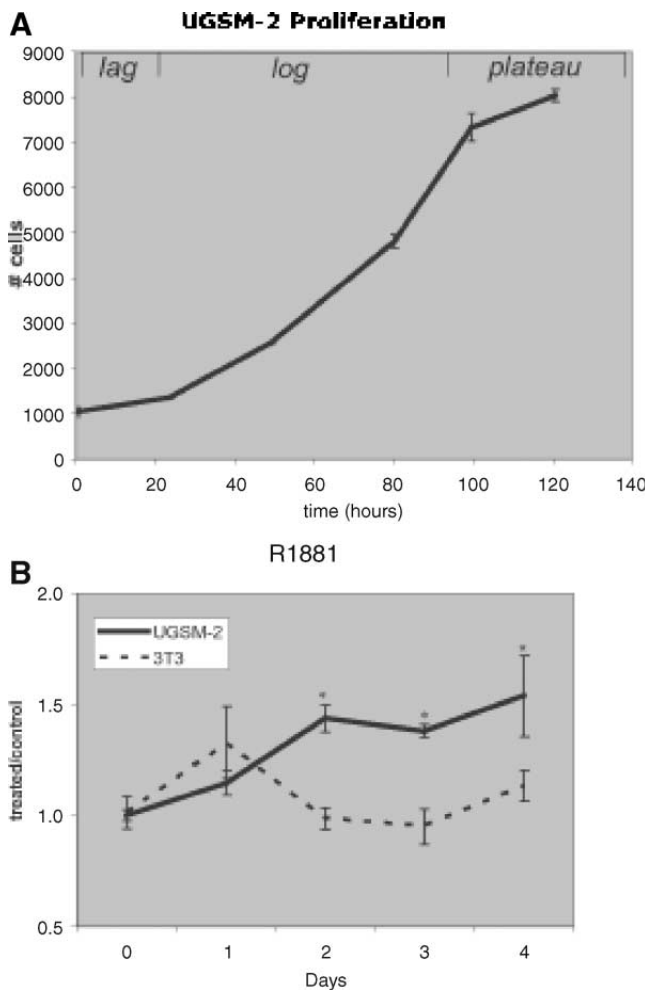 A
UGSM-2 Proliferation
lag log plateau
9000
8000
7000
6000
5000
4000
3000
2000
1000
0
# cells
0 20 40 60 80 100 120 140
time (hours)
R1881
B
2.0
1.5
1.0
0.5
UGSM-2
3T3
* * *
treated/control
0 1 2 3 4
Days